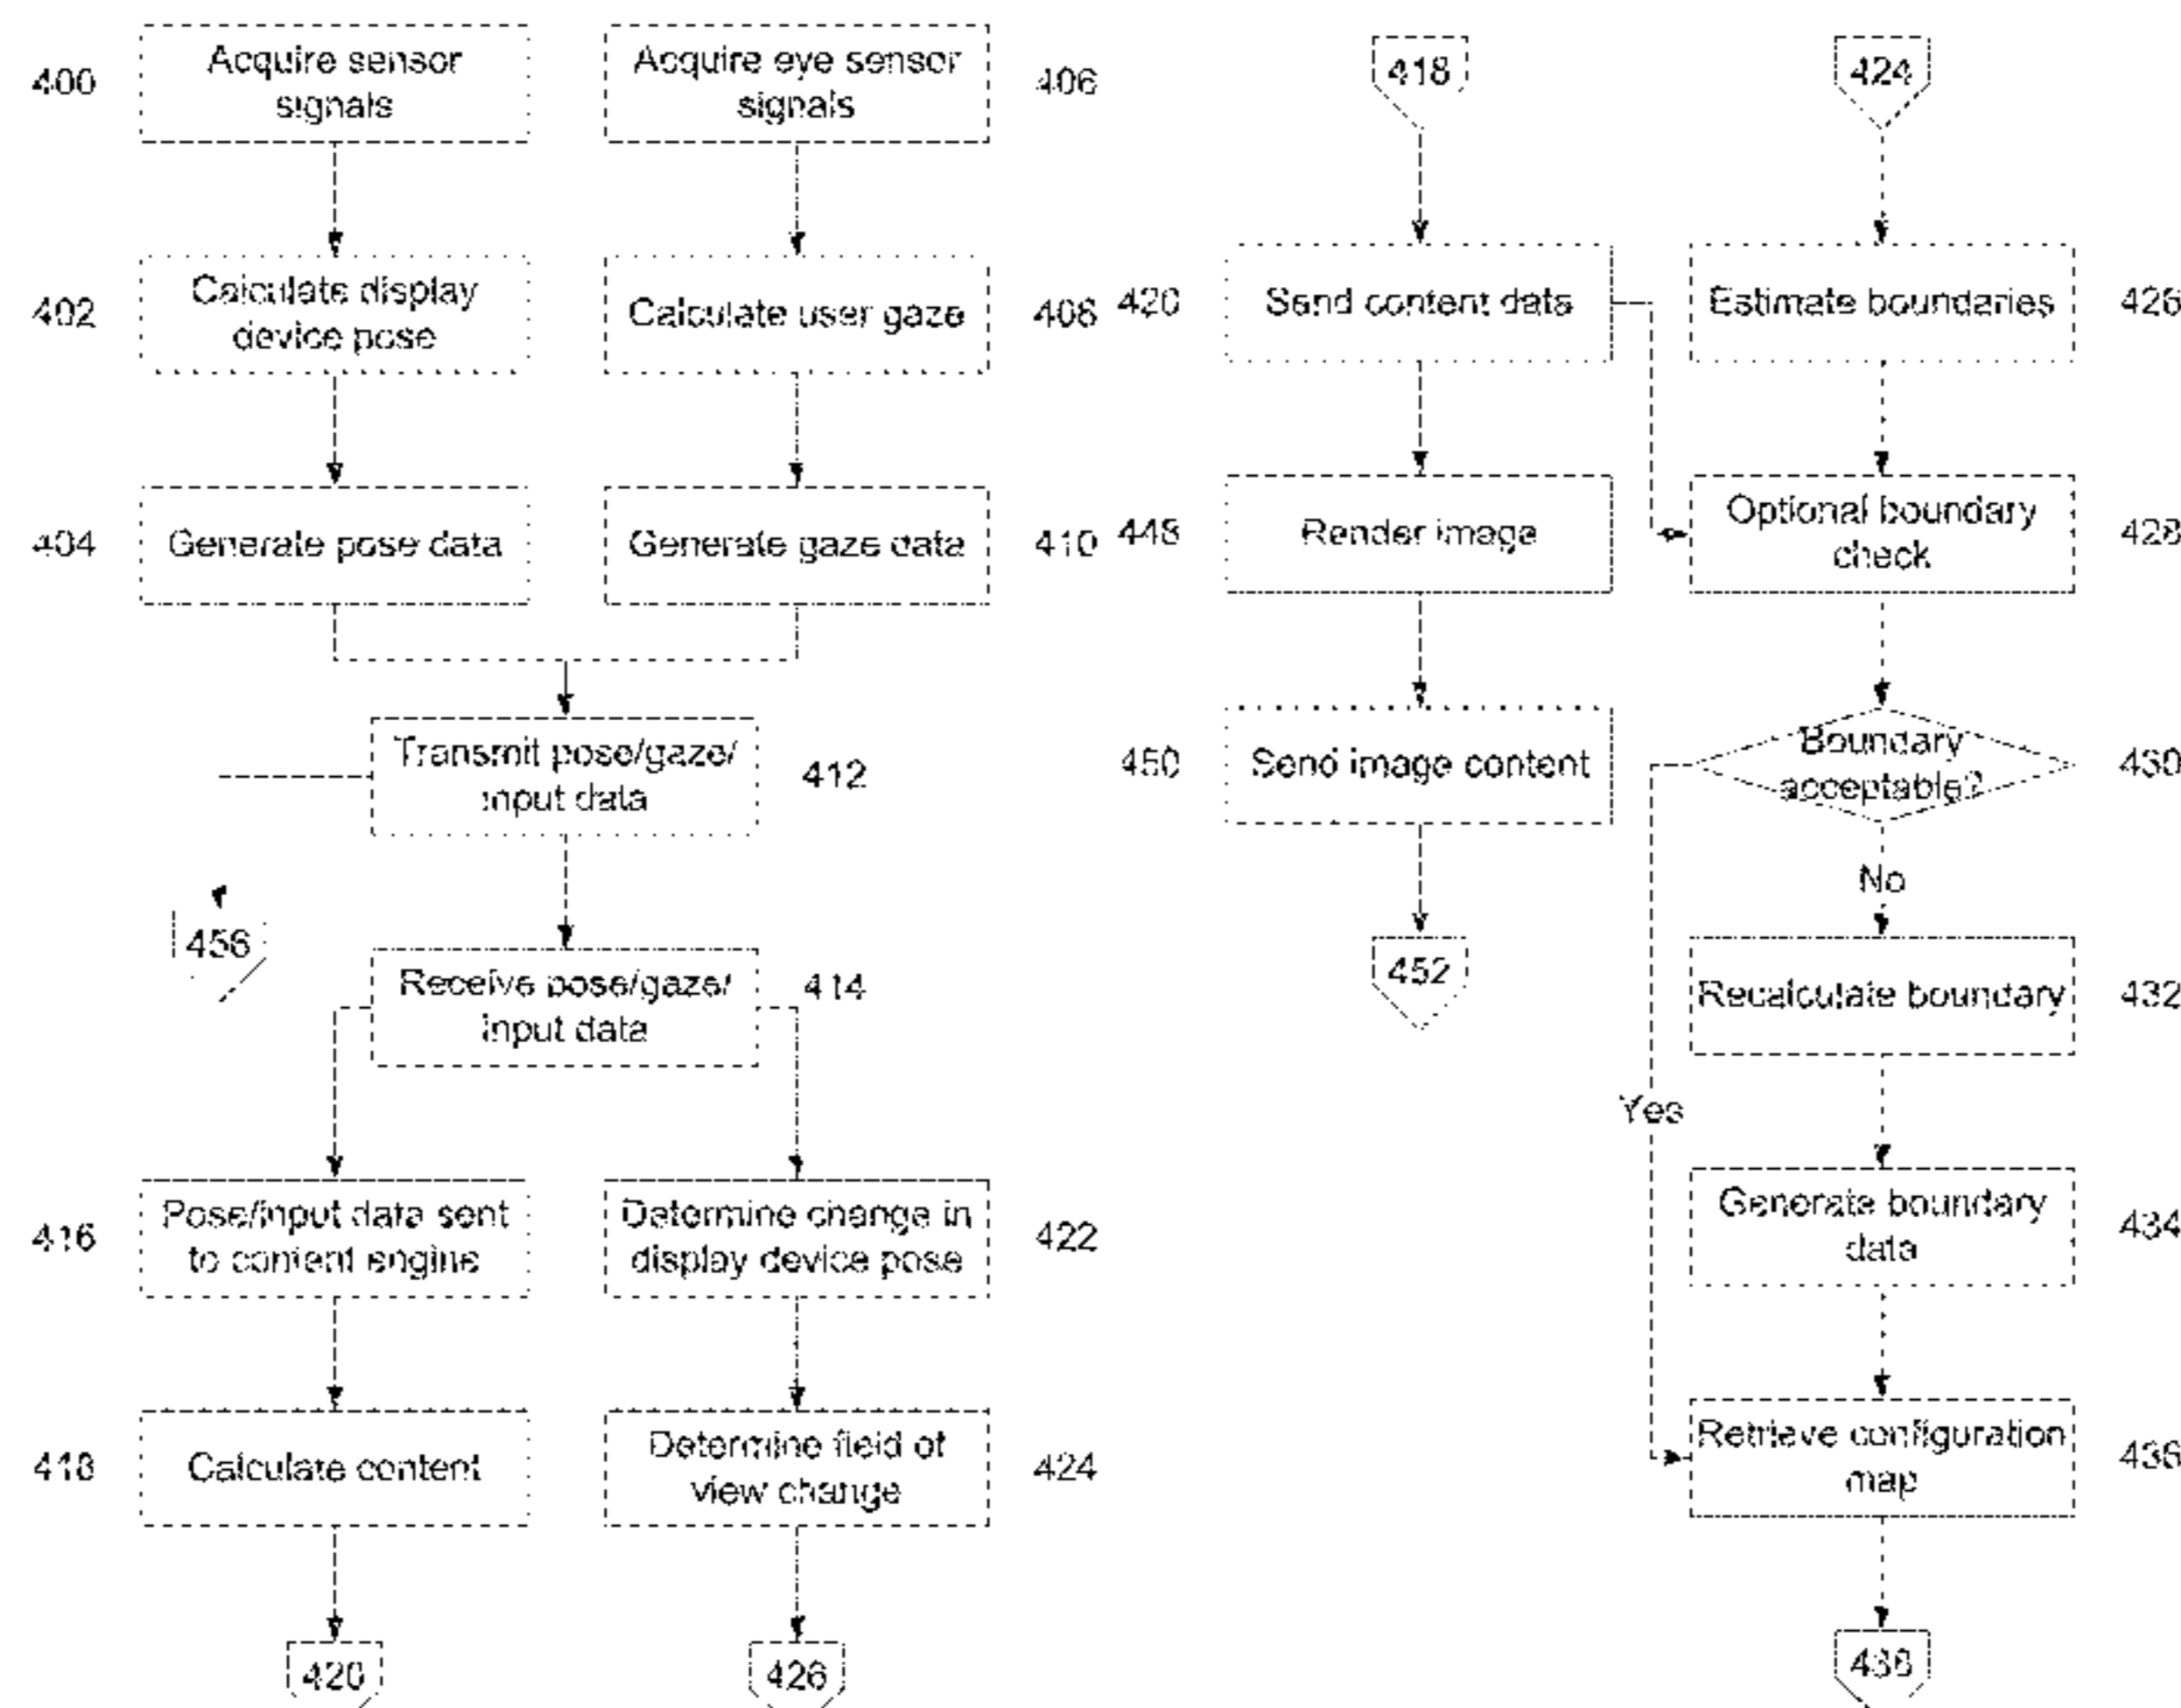 400
Acquire sensor
signals
Acquire eye sensor
signals
406
402
Calculate display
device pose
Calculate user gaze
408
404
Generate pose data
Generate gaze data
410
Transmit pose/gaze/
input data
412
456
Receive pose/gaze/
input data
414
416
Pose/input data sent
to content engine
Determine change in
display device pose
422
418
Calculate content
Determine field of
view change
424
420
426
418
424
420
Send content data
Estimate boundaries
426
448
Render image
Optional boundary
check
428
450
Send image content
Boundary
acceptable?
430
No
452
Recalculate boundary
432
Yes
Generate boundary
data
434
Retrieve configuration
map
436